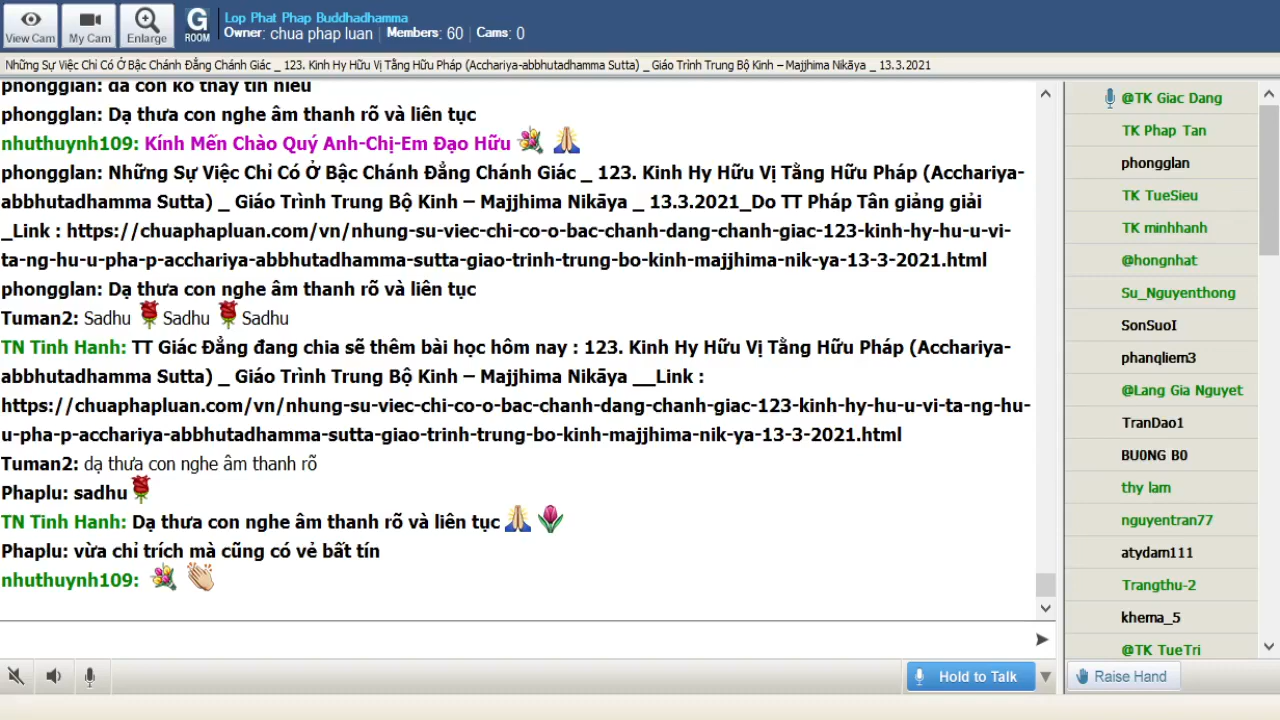 View Cam
My Cam
Enlarge
G
ROOM
Lop Phat Phap Buddhadhamma
Owner: chua phap luan Members: 60 Cams: 0
Những Sự Việc Chỉ Có Ở Bậc Chánh Đẳng Chánh Giác _ 123. Kinh Hy Hữu Vị Tằng Hữu Pháp (Acchariya-abbhutadhamma Sutta) _ Giáo Trình Trung Bộ Kinh – Majjhima Nikāya _ 13.3.2021
phongglan: dạ con ko thấy tín hiệu
phongglan: Dạ thưa con nghe âm thanh rõ và liên tục
nhuthuynh109: Kính Mến Chào Quý Anh-Chị-Em Đạo Hữu
phongglan: Những Sự Việc Chỉ Có Ở Bậc Chánh Đẳng Chánh Giác _ 123. Kinh Hy Hữu Vị Tằng Hữu Pháp (Acchariya-
abbhutadhamma Sutta) _ Giáo Trình Trung Bộ Kinh – Majjhima Nikāya _ 13.3.2021_Do TT Pháp Tân giảng giải
_Link : https://chuaphapluan.com/vn/nhung-su-viec-chi-co-o-bac-chanh-dang-chanh-giac-123-kinh-hy-hu-u-vi-
ta-ng-hu-u-pha-p-acchariya-abbhutadhamma-sutta-giao-trinh-trung-bo-kinh-majjhima-nik-ya-13-3-2021.html
phongglan: Dạ thưa con nghe âm thanh rõ và liên tục
Tuman2: Sadhu Sadhu Sadhu
TN Tinh Hanh: TT Giác Đẳng đang chia sẽ thêm bài học hôm nay : 123. Kinh Hy Hữu Vị Tằng Hữu Pháp (Acchariya-
abbhutadhamma Sutta) _ Giáo Trình Trung Bộ Kinh – Majjhima Nikāya __Link :
https://chuaphapluan.com/vn/nhung-su-viec-chi-co-o-bac-chanh-dang-chanh-giac-123-kinh-hy-hu-u-vi-ta-ng-hu-
u-pha-p-acchariya-abbhutadhamma-sutta-giao-trinh-trung-bo-kinh-majjhima-nik-ya-13-3-2021.html
Tuman2: dạ thưa con nghe âm thanh rõ
Phaplu: sadhu
TN Tinh Hanh: Dạ thưa con nghe âm thanh rõ và liên tục
Phaplu: vừa chỉ trích mà cũng có vẻ bất tín
nhuthuynh109:
Hold to Talk
@TK Giac Dang
TK Phap Tan
phongglan
TK TueSieu
TK minhhanh
@hongnhat
Su_Nguyenthong
SonSuoI
phanqliem3
@Lang Gia Nguyet
TranDao1
BU0NG B0
thy lam
nguyentran77
atydam111
Trangthu-2
khema_5
@TK TueTri
Raise Hand